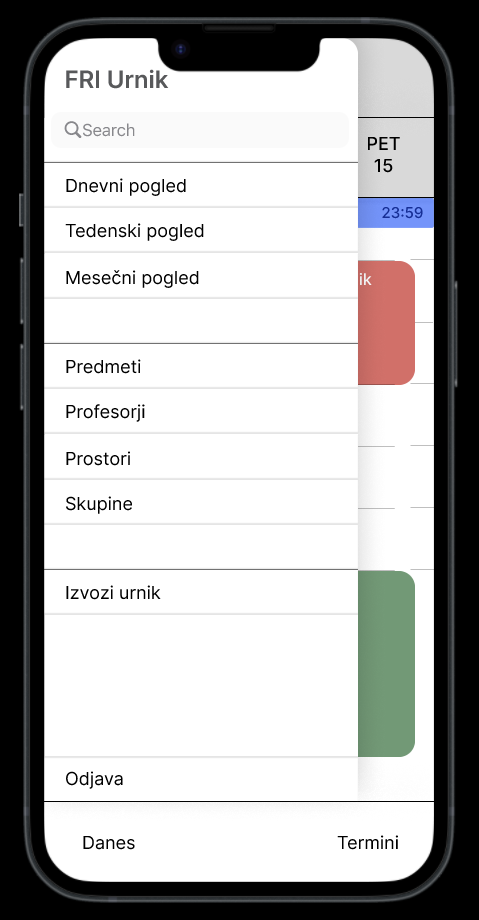 FRI Urnik
Search
PET
15
23:59
Dnevni pogled
Tedenski pogled
Mesečni pogled
ik
Predmeti
Profesorji
Prostori
Skupine
Izvozi urnik
Odjava
Danes
Termini